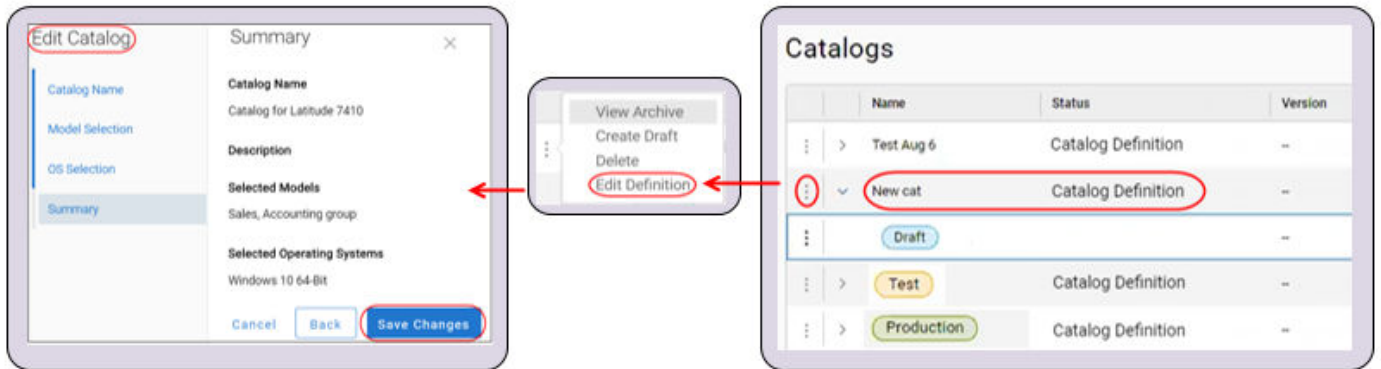 Edit Catalog
Catalog Name
Model Selection
OS Selection
Summary
Summary
Catalog Name
Catalog for Latitude 7410
Description
Selected Models
Sales, Accounting group
Selected Operating Systems
Windows 10 64-Bit
Cancel Back Save Changes
View Archive
Create Draft
Delete
Edit Definition
Catalogs
Name Status Version
Test Aug 6 Catalog Definition --
New cat Catalog Definition --
Draft --
Test Catalog Definition --
Production Catalog Definition --